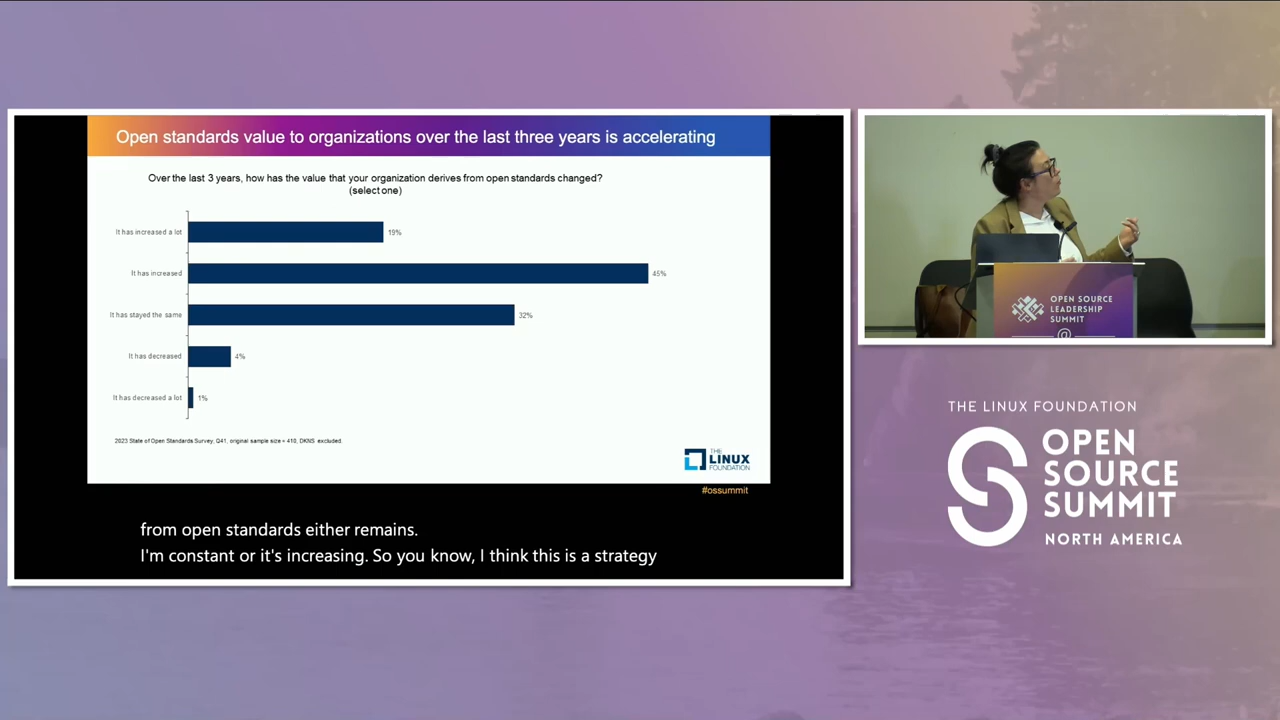 Open standards value to organizations over the last three years is accelerating
Over the last 3 years, how has the value that your organization derives from open standards changed?
(select one)
It has increased a lot
19%
It has increased
45%
It has stayed the same
32%
It has decreased
4%
It has decreased a lot
1%
2023 State of Open Standards Survey, Q41, original sample size = 410, DKNS excluded.
THE
LINUX
FOUNDATION
#ossummit
from open standards either remains.
I'm constant or it's increasing. So you know, I think this is a strategy
OPEN SOURCE
LEADERSHIP
SUMMIT
@
THE LINUX FOUNDATION
OPEN
SOURCE
SUMMIT
NORTH AMERICA